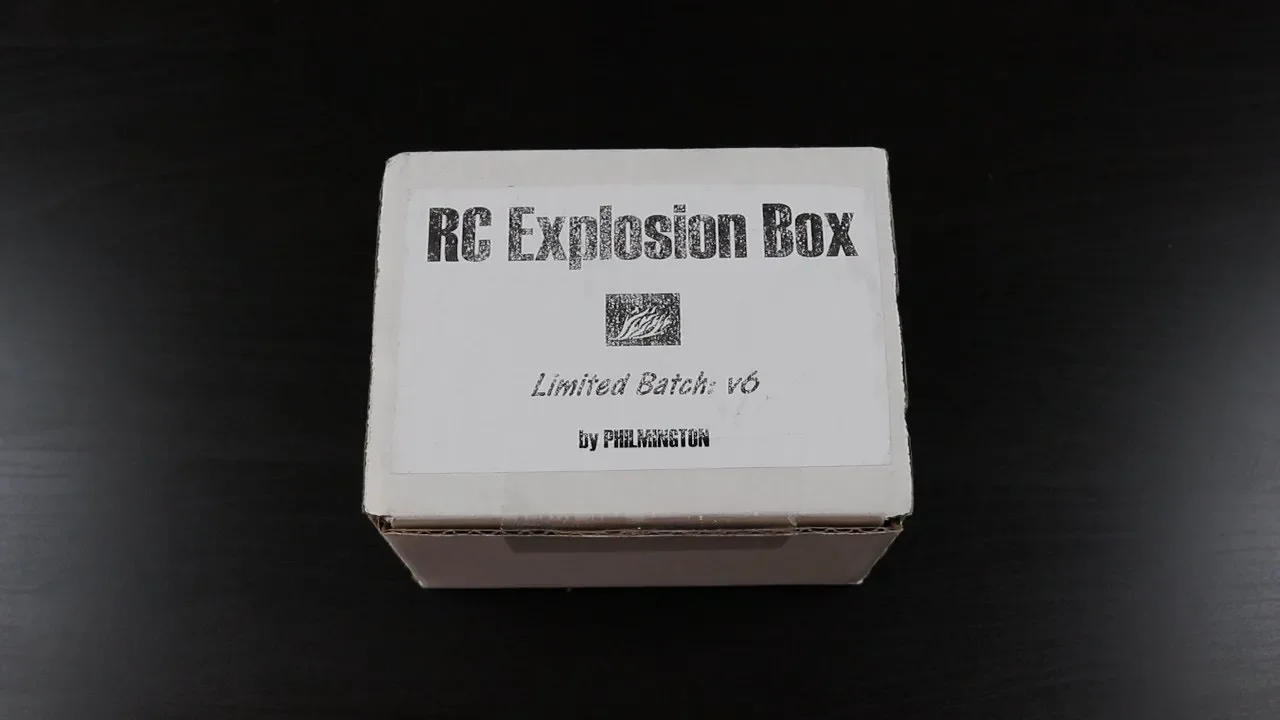 RC Explosion Box
Limited Batch: v6
by PHILMINGTON